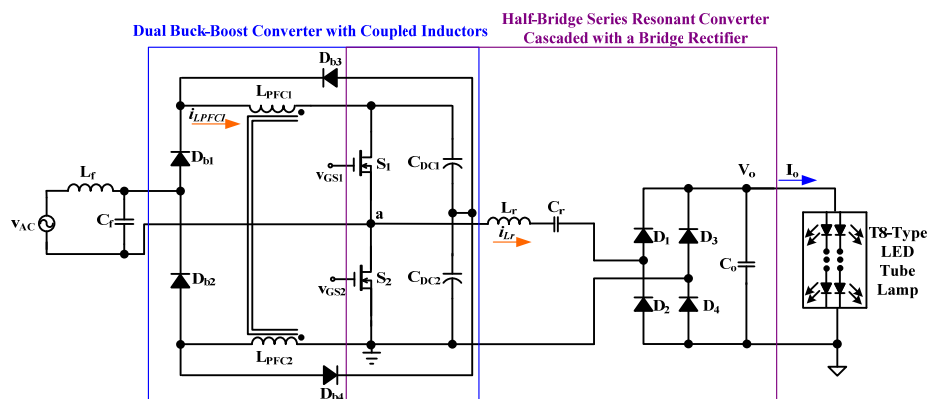 Dual Buck-Boost Converter with Coupled Inductors
Half-Bridge Series Resonant Converter
Cascaded with a Bridge Rectifier
Db3
LPFC1
iLPFC1
Db1
S1
CDC1
vGS1
Lf
Cf
vAC
a
Lr
Cr
iLr
Db2
S2
vGS2
CDC2
LPFC2
Db4
D1
D3
D2
D4
Vo
Io
Co
T8-Type
LED
Tube
Lamp